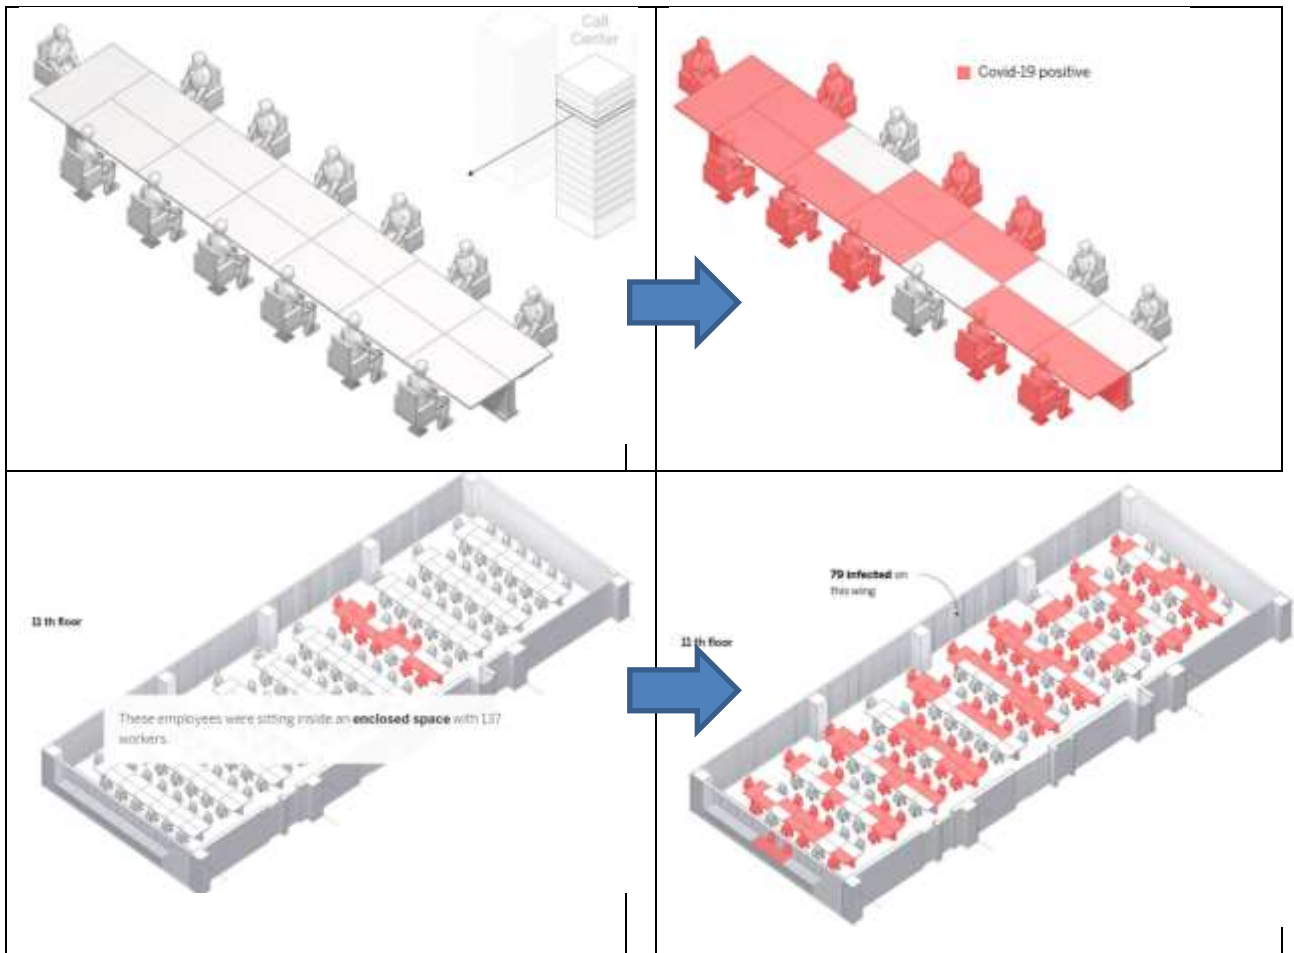 Call
Center
Covid-19 positive
11 th floor
These employees were sitting inside an enclosed space with 137
workers.
79 infected on
this wing
11 th floor